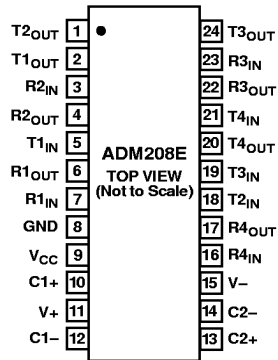 T2OUT 1 24 T3OUT
T1OUT 2 23 R3IN
R2IN 3 22 R3OUT
R2OUT 4 21 T4IN
T1IN 5 20 T4OUT
R1OUT 6 19 T3IN
R1IN 7 18 T2IN
GND 8 17 R4OUT
VCC 9 16 R4IN
C1+ 10 15 V–
V+ 11 14 C2–
C1– 12 13 C2+
ADM208E
TOP VIEW
(Not to Scale)